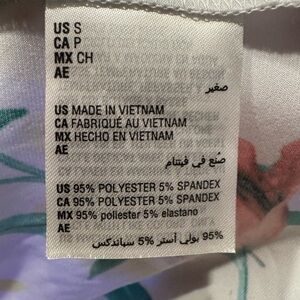 US S
CA P
MX CH
AE
صغير
US MADE IN VIETNAM
CA FABRIQUÉ AU VIETNAM
MX HECHO EN VIETNAM
AE
صُنع في فيتنام
US 95% POLYESTER 5% SPANDEX
CA 95% POLYESTER 5% SPANDEX
MX 95% poliester 5% elastano
AE
95% بولي أستر 5% سباندكس